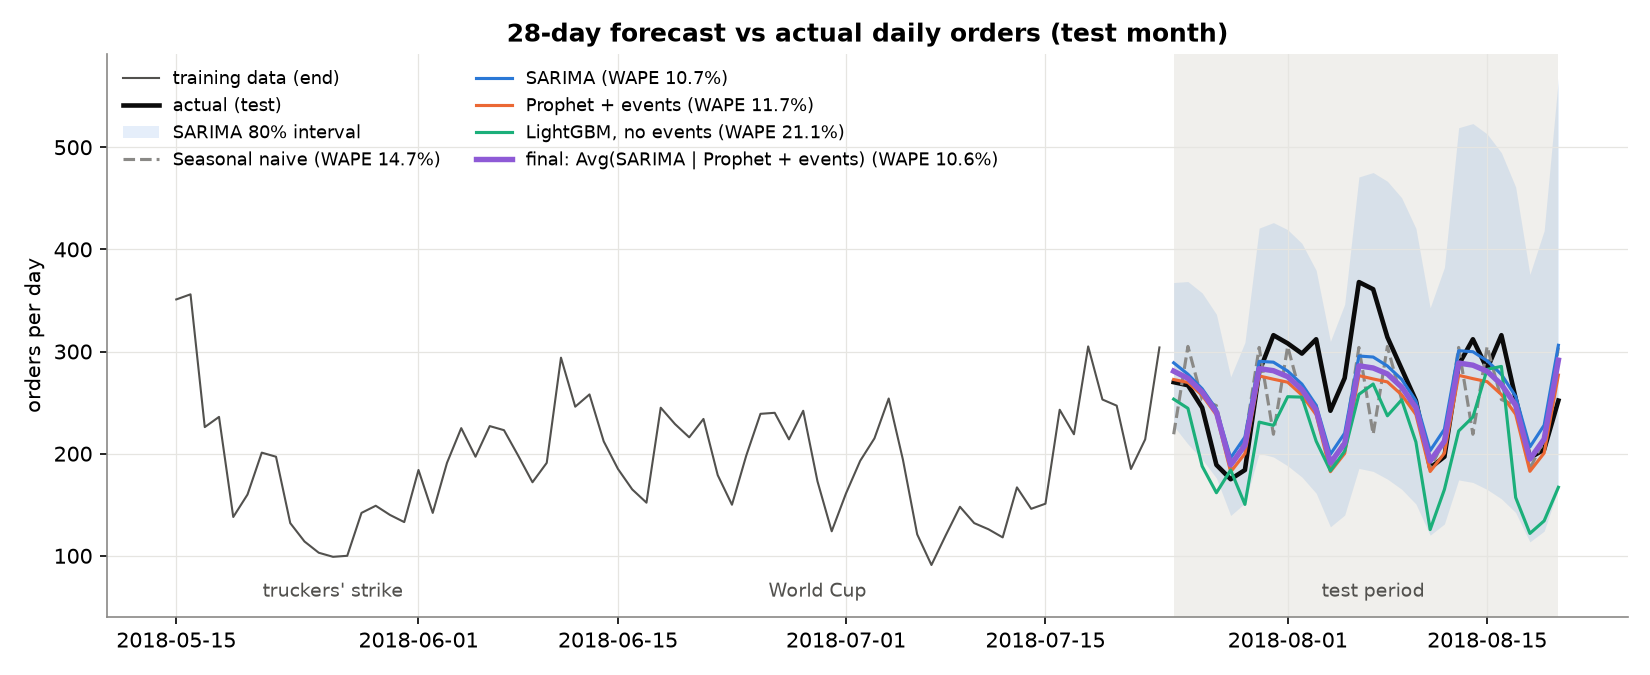 28-day forecast vs actual daily orders (test month)
training data (end)
actual (test)
SARIMA 80% interval
Seasonal naive (WAPE 14.7%)
SARIMA (WAPE 10.7%)
Prophet + events (WAPE 11.7%)
LightGBM, no events (WAPE 21.1%)
final: Avg(SARIMA | Prophet + events) (WAPE 10.6%)
orders per day
500
400
300
200
100
truckers' strike
World Cup
test period
2018-05-15
2018-06-01
2018-06-15
2018-07-01
2018-07-15
2018-08-01
2018-08-15